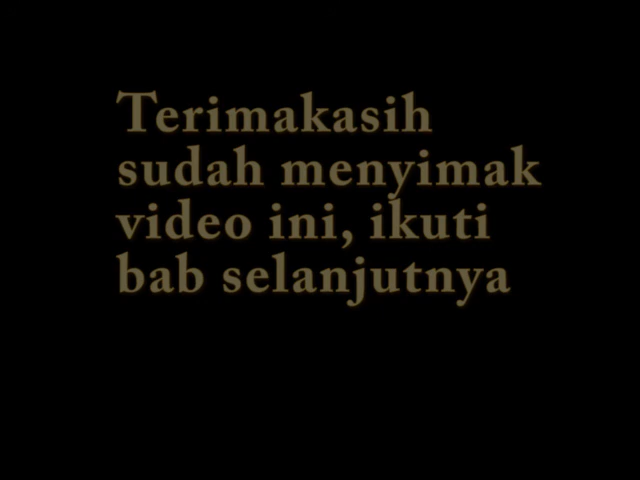 Terimakasih
sudah menyimak
video ini, ikuti
bab selanjutnya